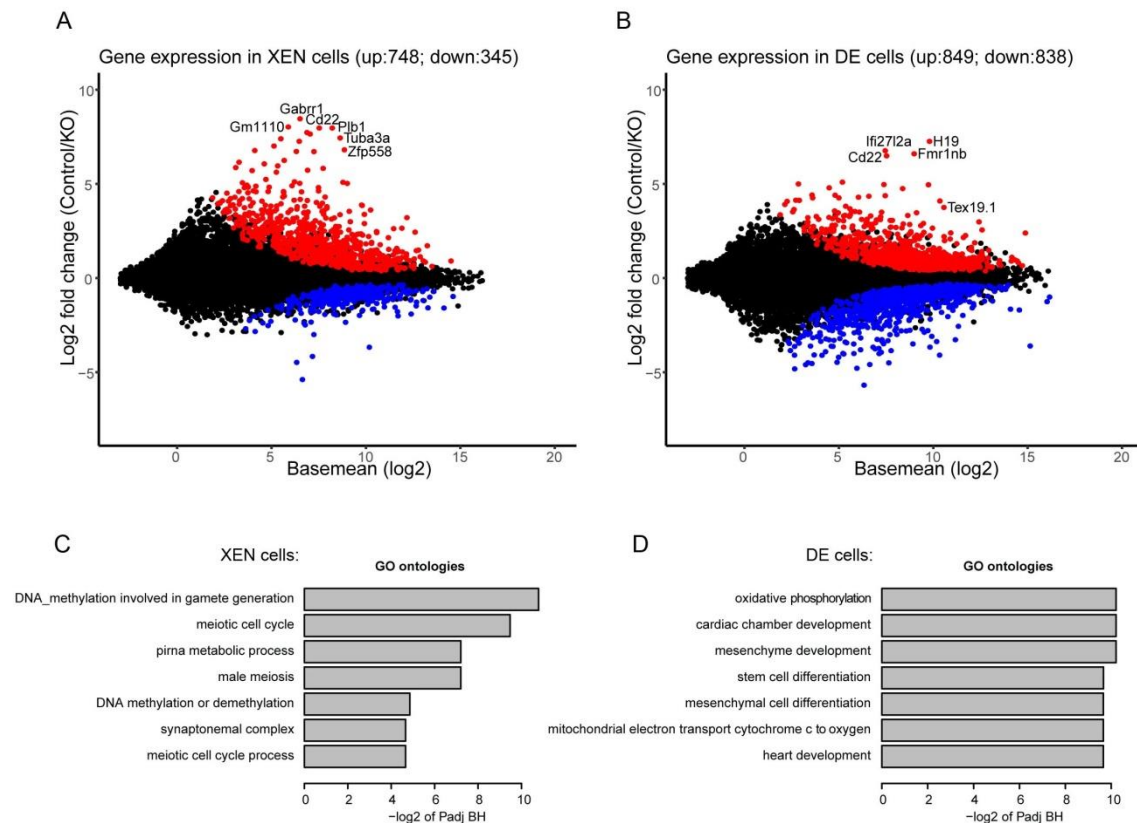 A
Gene expression in XEN cells (up:748; down:345)
Log2 fold change (Control/KO)
10
5
0
−5
Gabrr1
Cd22
Gm1110
Plb1
Tuba3a
Zfp558
0
5
10
15
20
Basemean (log2)
B
Gene expression in DE cells (up:849; down:838)
Log2 fold change (Control/KO)
10
5
0
−5
Ifi27l2a
H19
Cd22
Fmr1nb
Tex19.1
0
5
10
15
20
Basemean (log2)
C
XEN cells:
GO ontologies
DNA_methylation involved in gamete generation
meiotic cell cycle
pirna metabolic process
male meiosis
DNA methylation or demethylation
synaptonemal complex
meiotic cell cycle process
0 2 4 6 8 10
−log2 of Padj BH
D
DE cells:
GO ontologies
oxidative phosphorylation
cardiac chamber development
mesenchyme development
stem cell differentiation
mesenchymal cell differentiation
mitochondrial electron transport cytochrome c to oxygen
heart development
0 2 4 6 8 10
−log2 of Padj BH